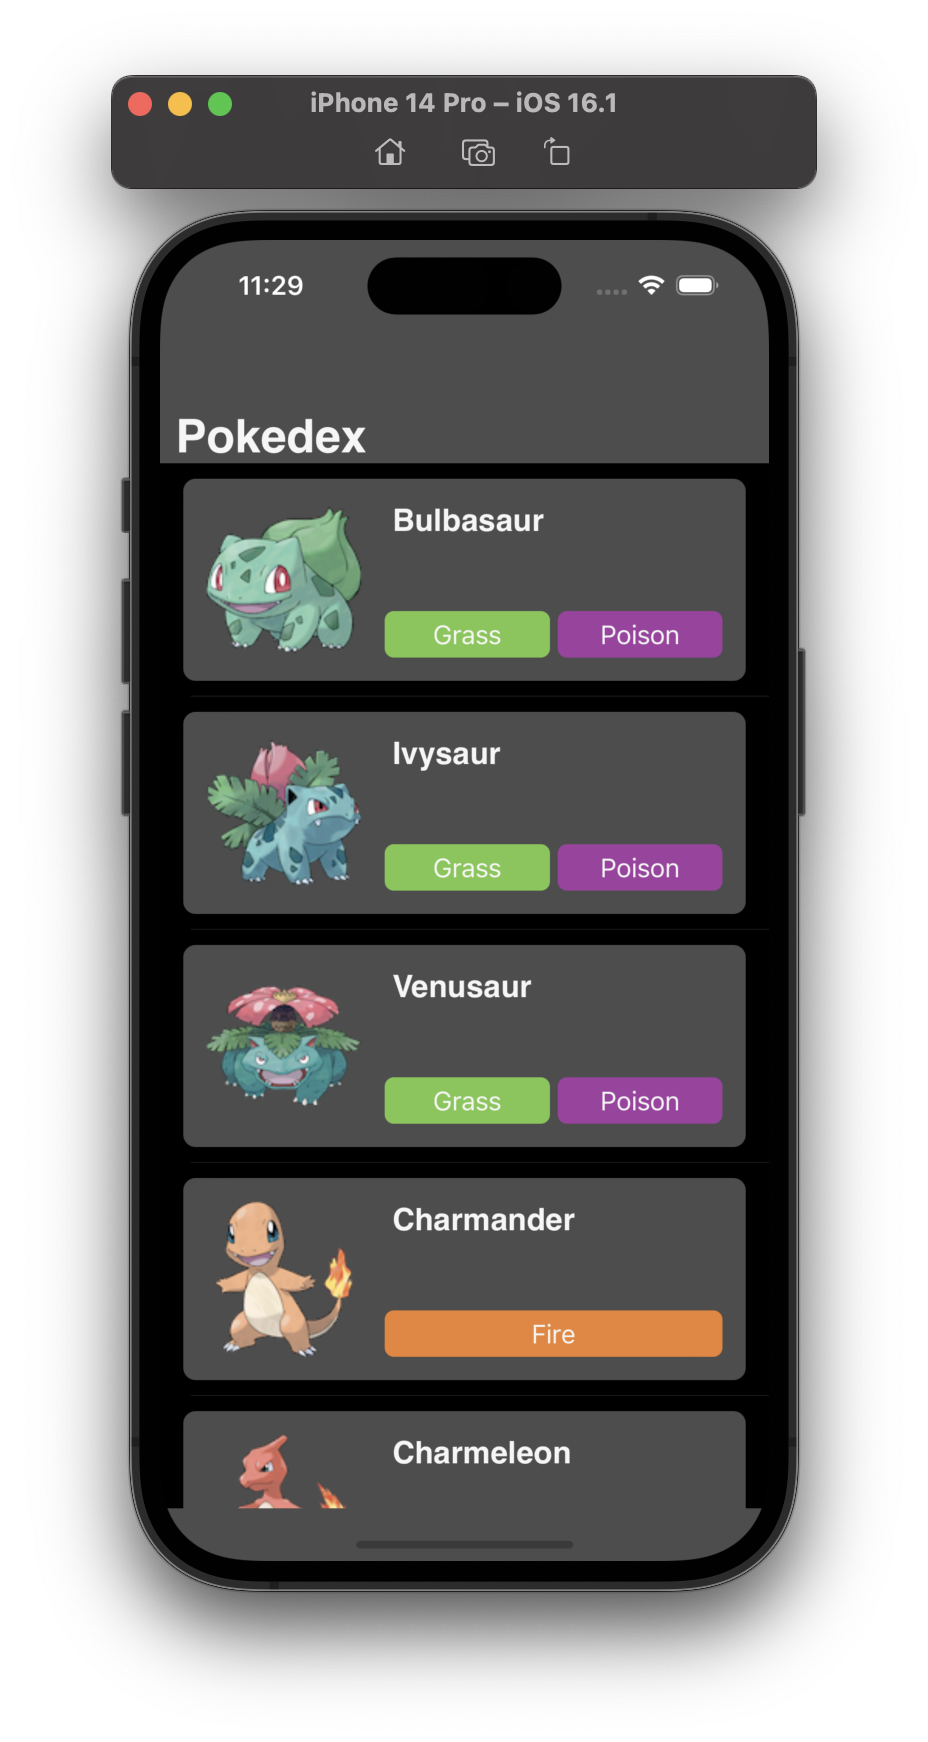 iPhone 14 Pro – iOS 16.1
11:29
Pokedex
Bulbasaur
Grass Poison
Ivysaur
Grass Poison
Venusaur
Grass Poison
Charmander
Fire
Charmeleon